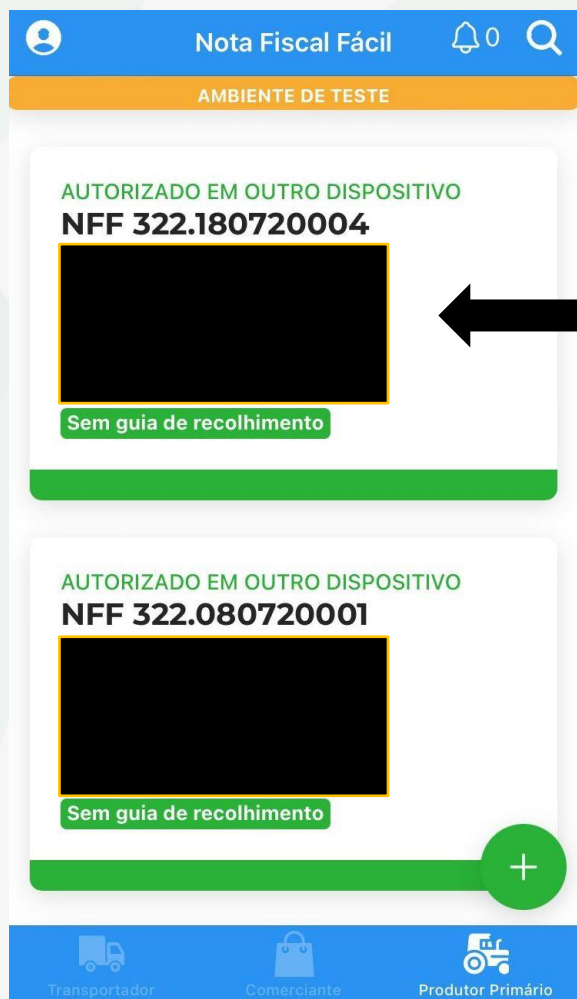 Nota Fiscal Fácil 0
AMBIENTE DE TESTE
AUTORIZADO EM OUTRO DISPOSITIVO
NFF 322.180720004
Sem guia de recolhimento
AUTORIZADO EM OUTRO DISPOSITIVO
NFF 322.080720001
Sem guia de recolhimento
+
Transportador Comerciante Produtor Primário